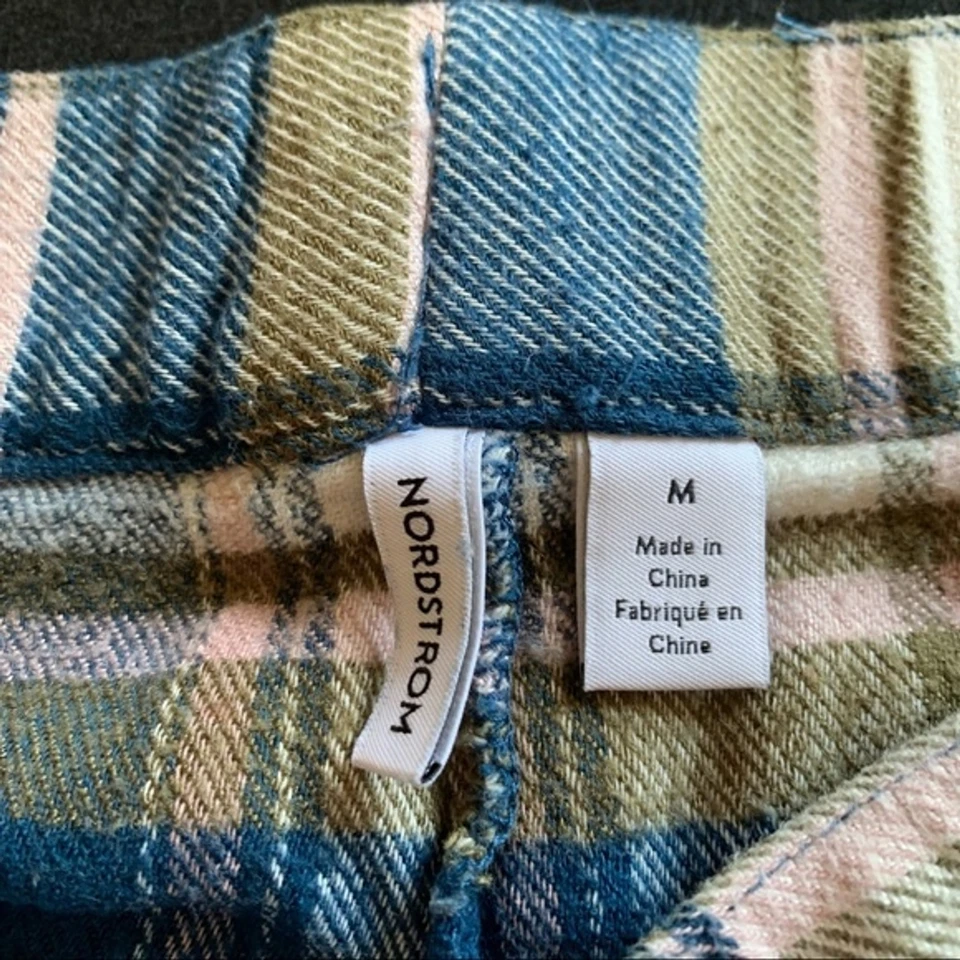 NORDSTROM
M
Made in
China
Fabriqué en
Chine